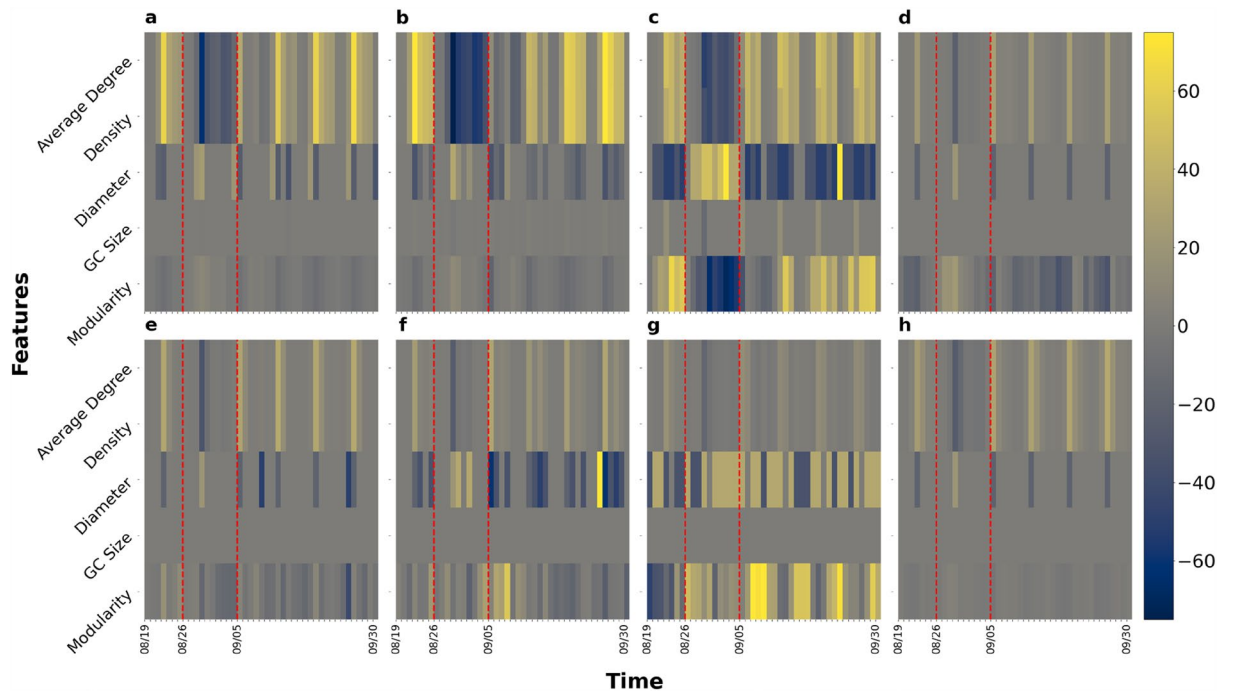 a b c d
Average Degree
Density
Diameter
GC Size
Modularity
60
40
20
0
−20
−40
−60
Features
e f g h
Average Degree
Density
Diameter
GC Size
Modularity
08/19 08/26 09/05 09/30 08/19 08/26 09/05 09/30 08/19 08/26 09/05 09/30 08/19 08/26 09/05 09/30
Time